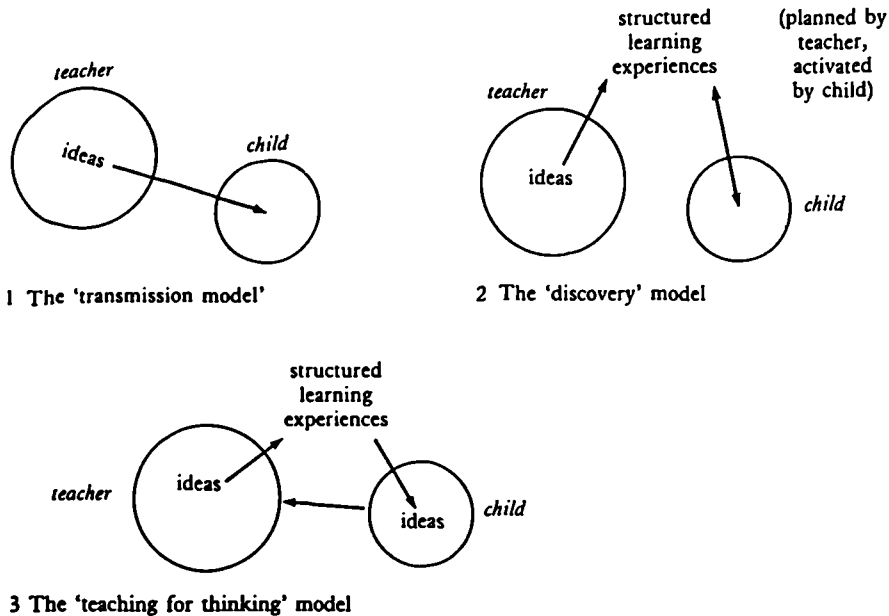 teacher
ideas
child
1 The 'transmission model'
structured
learning
experiences
(planned by
teacher,
activated
by child)
teacher
ideas
child
2 The 'discovery' model
structured
learning
experiences
teacher
ideas
ideas
child
3 The 'teaching for thinking' model